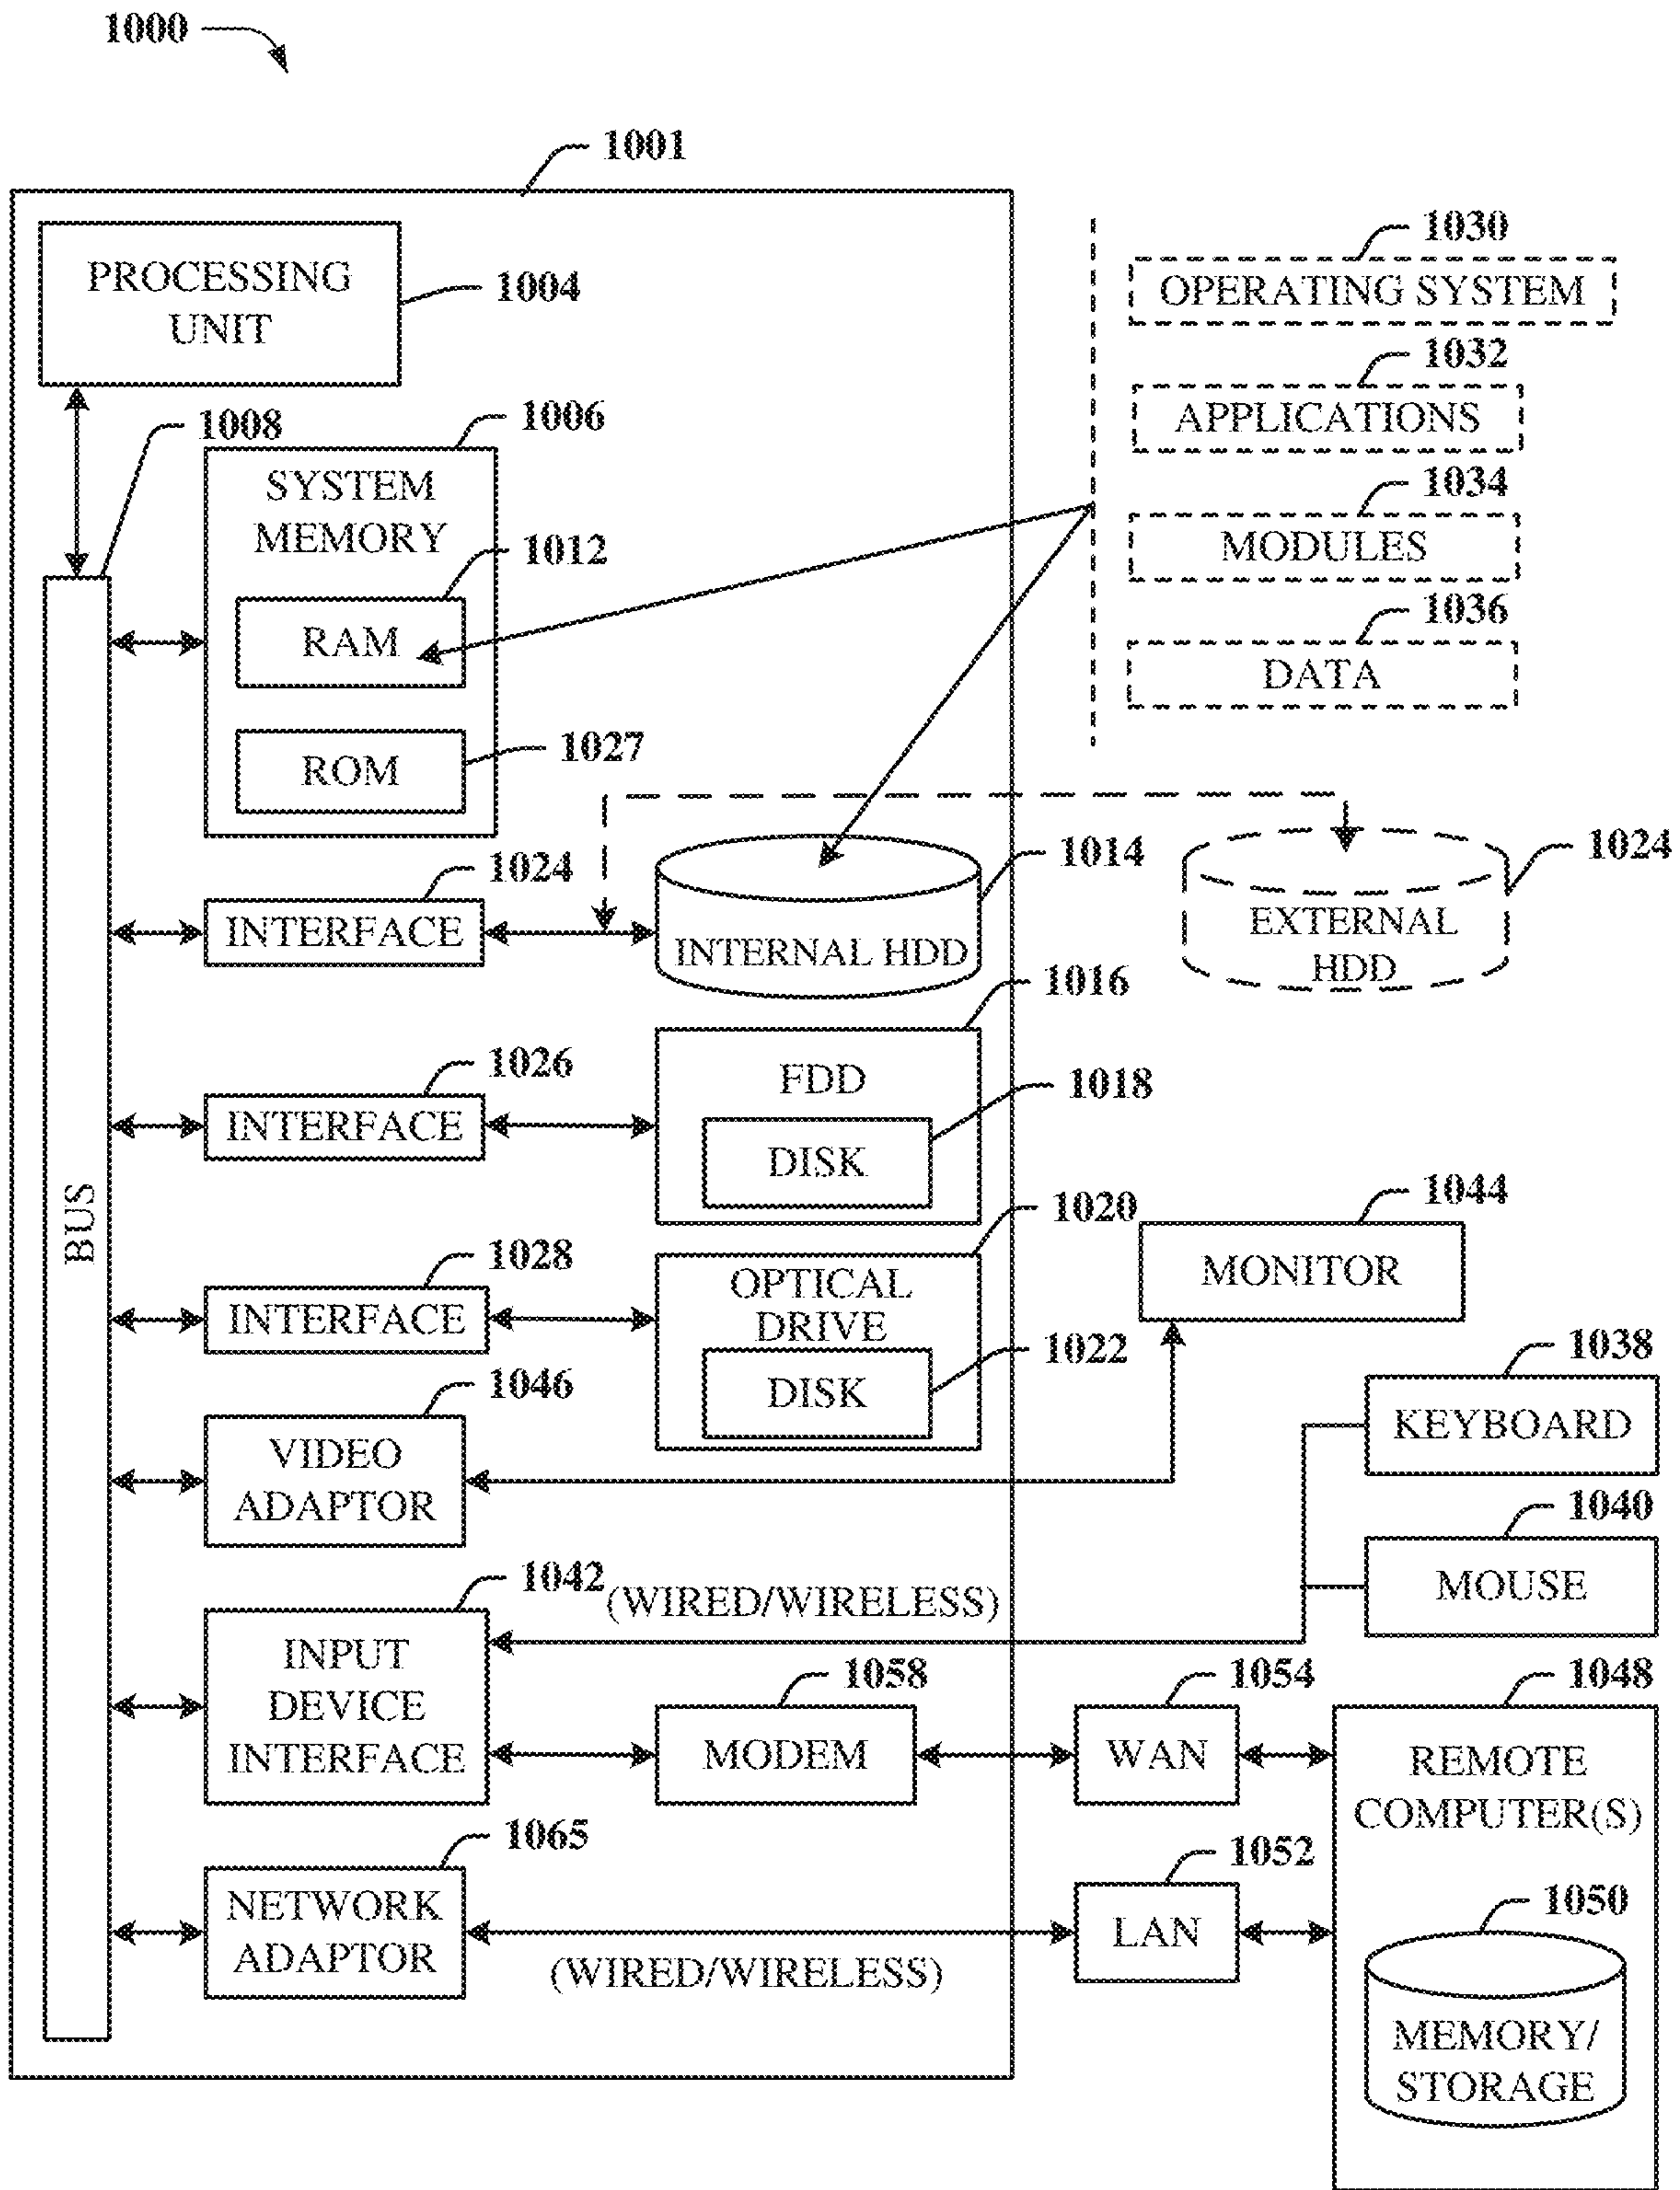 1000
1001
PROCESSING
UNIT
1004
1030
OPERATING SYSTEM
1032
APPLICATIONS
1034
MODULES
1036
DATA
1008
1006
SYSTEM
MEMORY
1012
RAM
ROM
1027
1024
INTERFACE
1014
INTERNAL HDD
1024
EXTERNAL
HDD
1026
INTERFACE
1016
FDD
1018
DISK
BUS
1028
INTERFACE
1020
OPTICAL
DRIVE
1022
DISK
1044
MONITOR
1046
VIDEO
ADAPTOR
1038
KEYBOARD
1040
MOUSE
1042
(WIRED/WIRELESS)
INPUT
DEVICE
INTERFACE
1058
MODEM
1054
WAN
1048
REMOTE
COMPUTER(S)
1065
NETWORK
ADAPTOR
(WIRED/WIRELESS)
1052
LAN
1050
MEMORY/
STORAGE